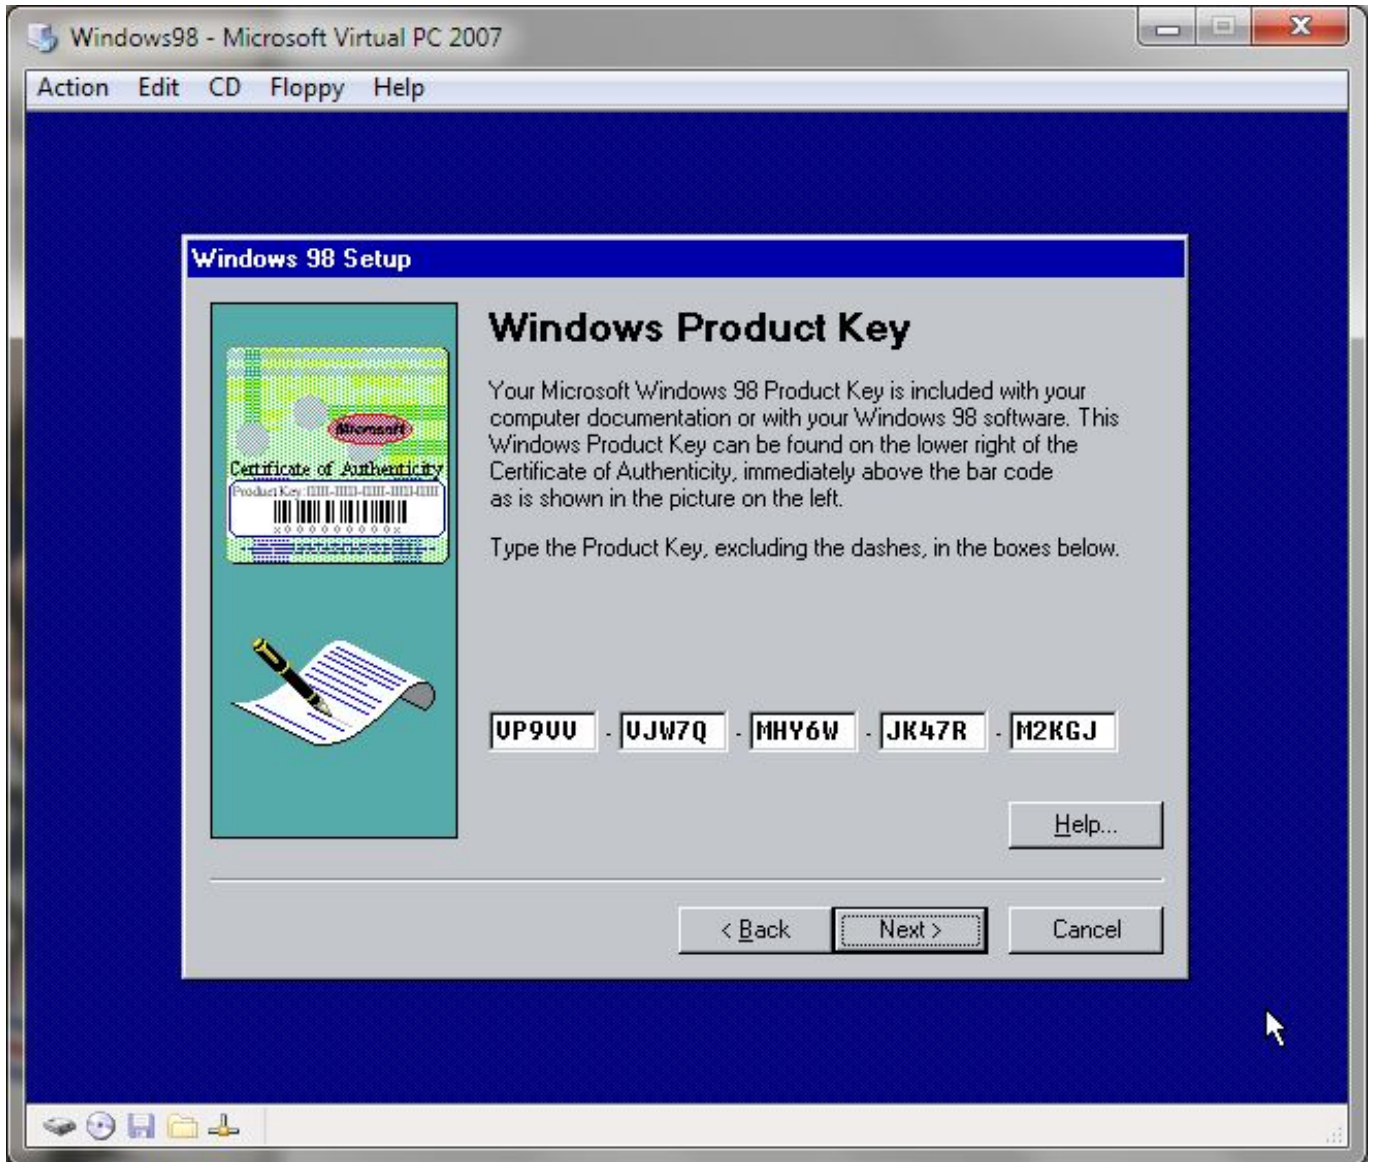 Windows98 - Microsoft Virtual PC 2007
Action Edit CD Floppy Help
Windows 98 Setup
Microsoft
Certificate of Authenticity
Product Key:
Windows Product Key
Your Microsoft Windows 98 Product Key is included with your
computer documentation or with your Windows 98 software. This
Windows Product Key can be found on the lower right of the
Certificate of Authenticity, immediately above the bar code
as is shown in the picture on the left.
Type the Product Key, excluding the dashes, in the boxes below.
VP9VV - VJW7Q - MHY6W - JK47R - M2KGJ
Help...
< Back Next > Cancel